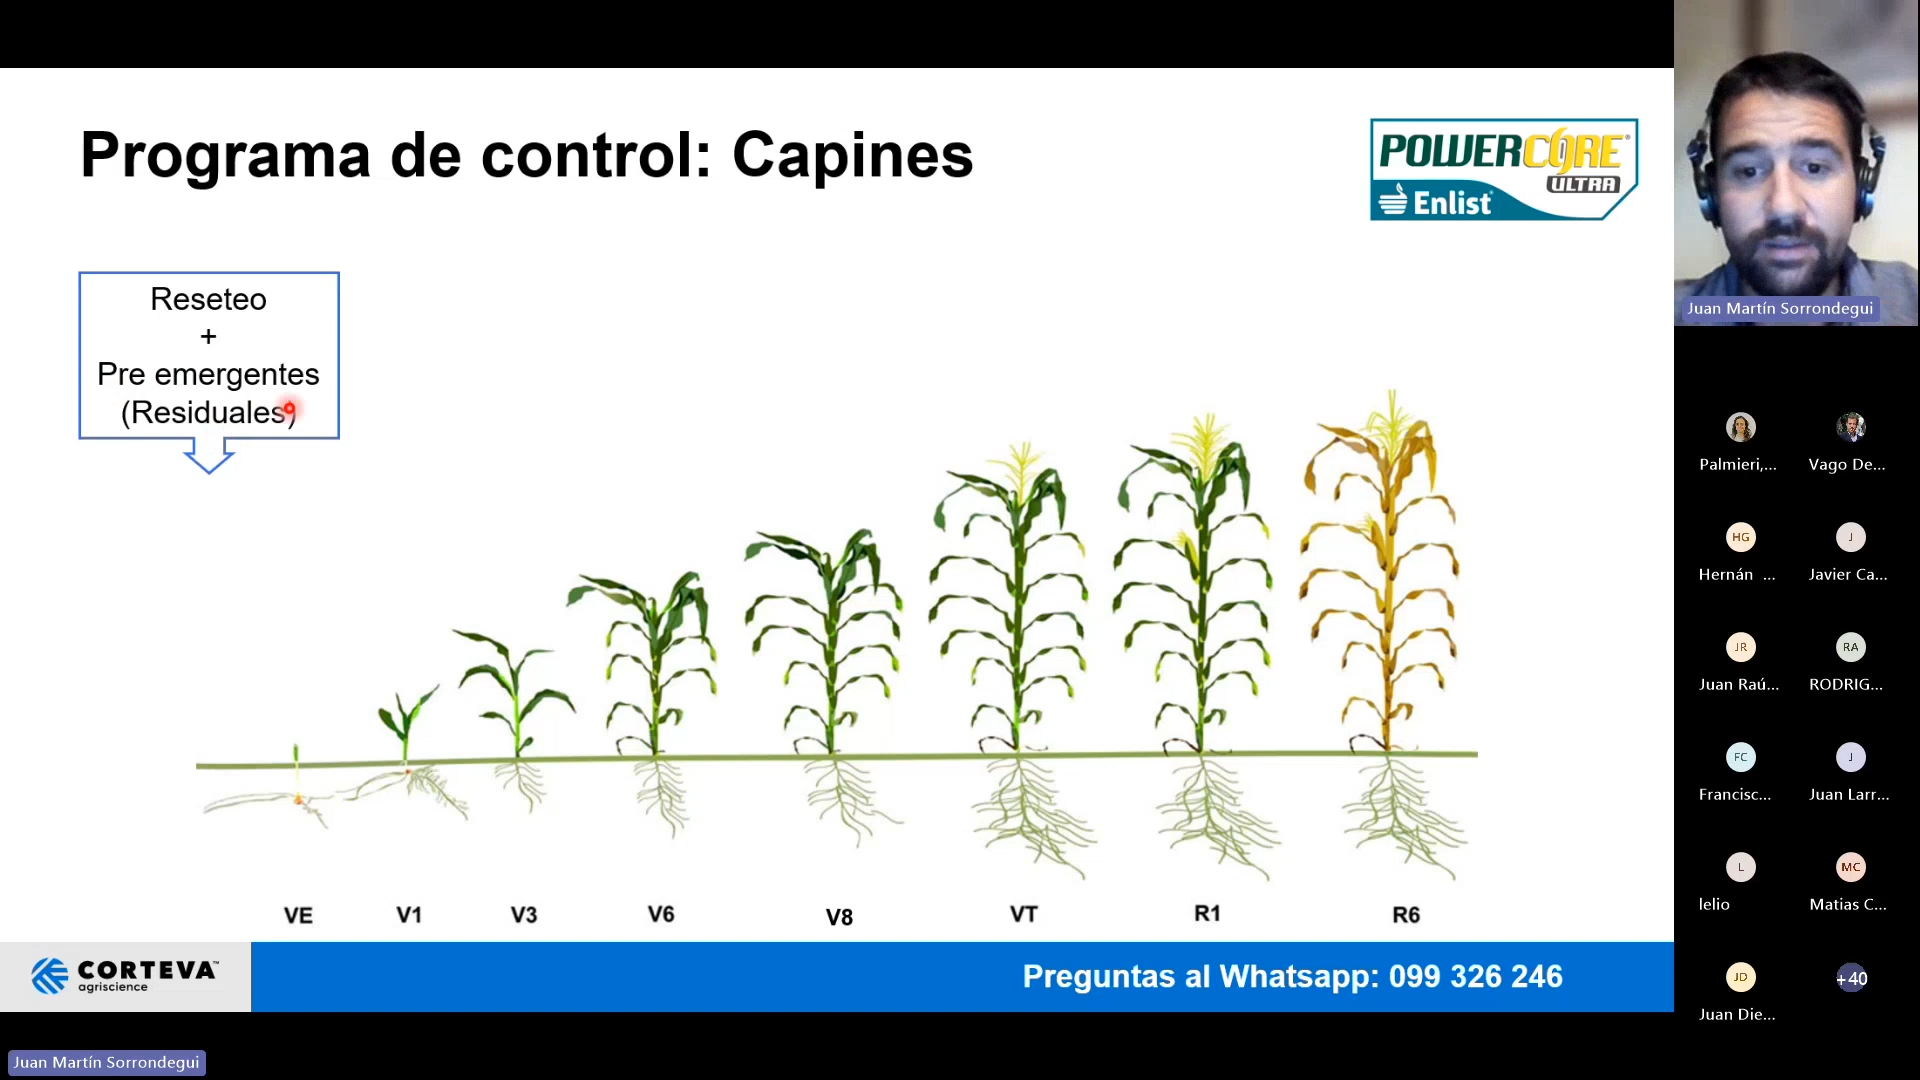 Programa de control: Capines
POWERCORE®
ULTRA
Enlist
Reseteo
+
Pre emergentes
(Residuales)
VE V1 V3 V6 V8 VT R1 R6
CORTEVA™
agriscience
Preguntas al Whatsapp: 099 326 246
Juan Martín Sorrondegui
Juan Martín Sorrondegui
Palmieri,... Vago De...
HG J
Hernán ... Javier Ca...
JR RA
Juan Raú... RODRIG...
FC J
Francisc... Juan Larr...
L MC
lelio Matias C...
JD +40
Juan Die...